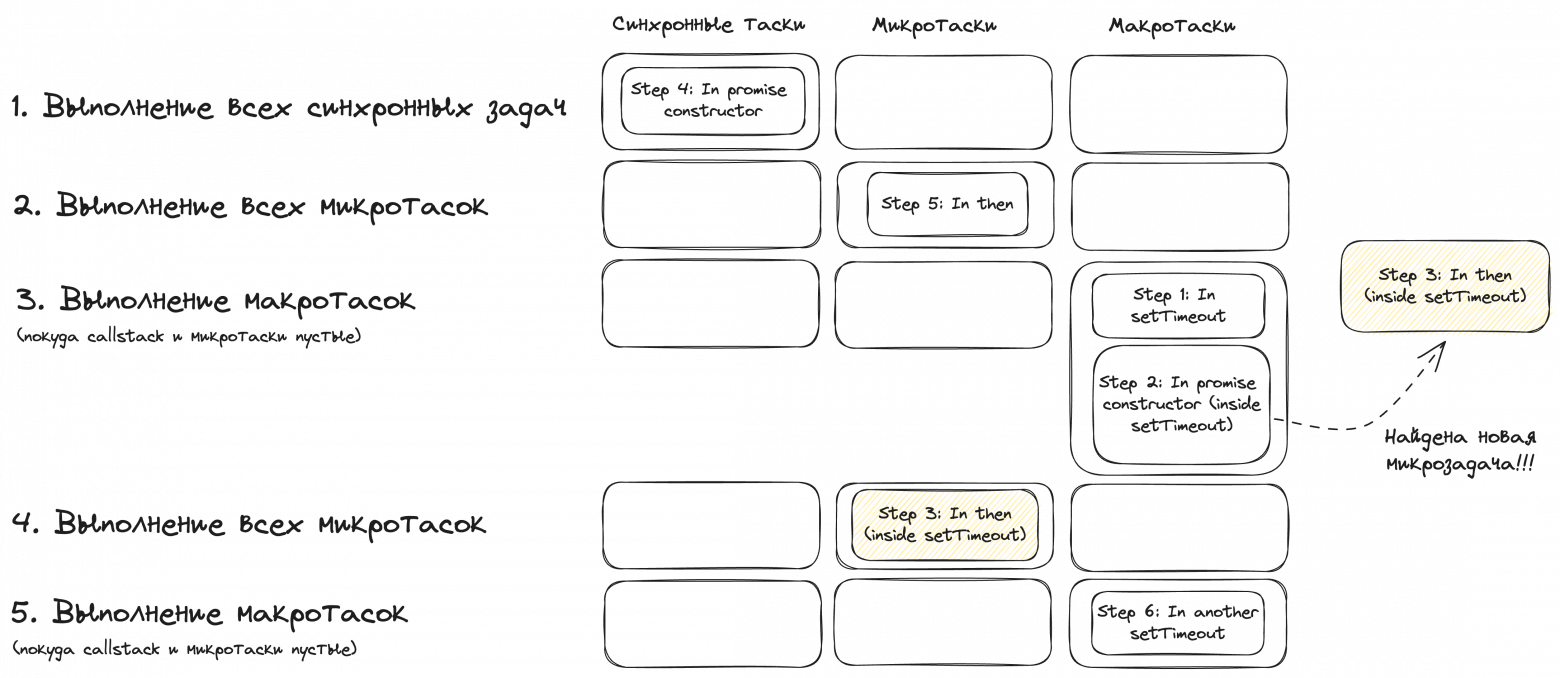 Синхронные таски
Микротаски
Макротаски
1. Выполнение всех синхронных задач
Step 4: In promise
constructor
2. Выполнение всех микротасок
Step 5: In then
3. Выполнение макротасок
(покуда callstack и микротаски пустые)
Step 1: In
setTimeout
Step 2: In promise
constructor (inside
setTimeout)
Step 3: In then
(inside setTimeout)
Найдена новая
микрозадача!!!
4. Выполнение всех микротасок
Step 3: In then
(inside setTimeout)
5. Выполнение макротасок
(покуда callstack и микротаски пустые)
Step 6: In another
setTimeout